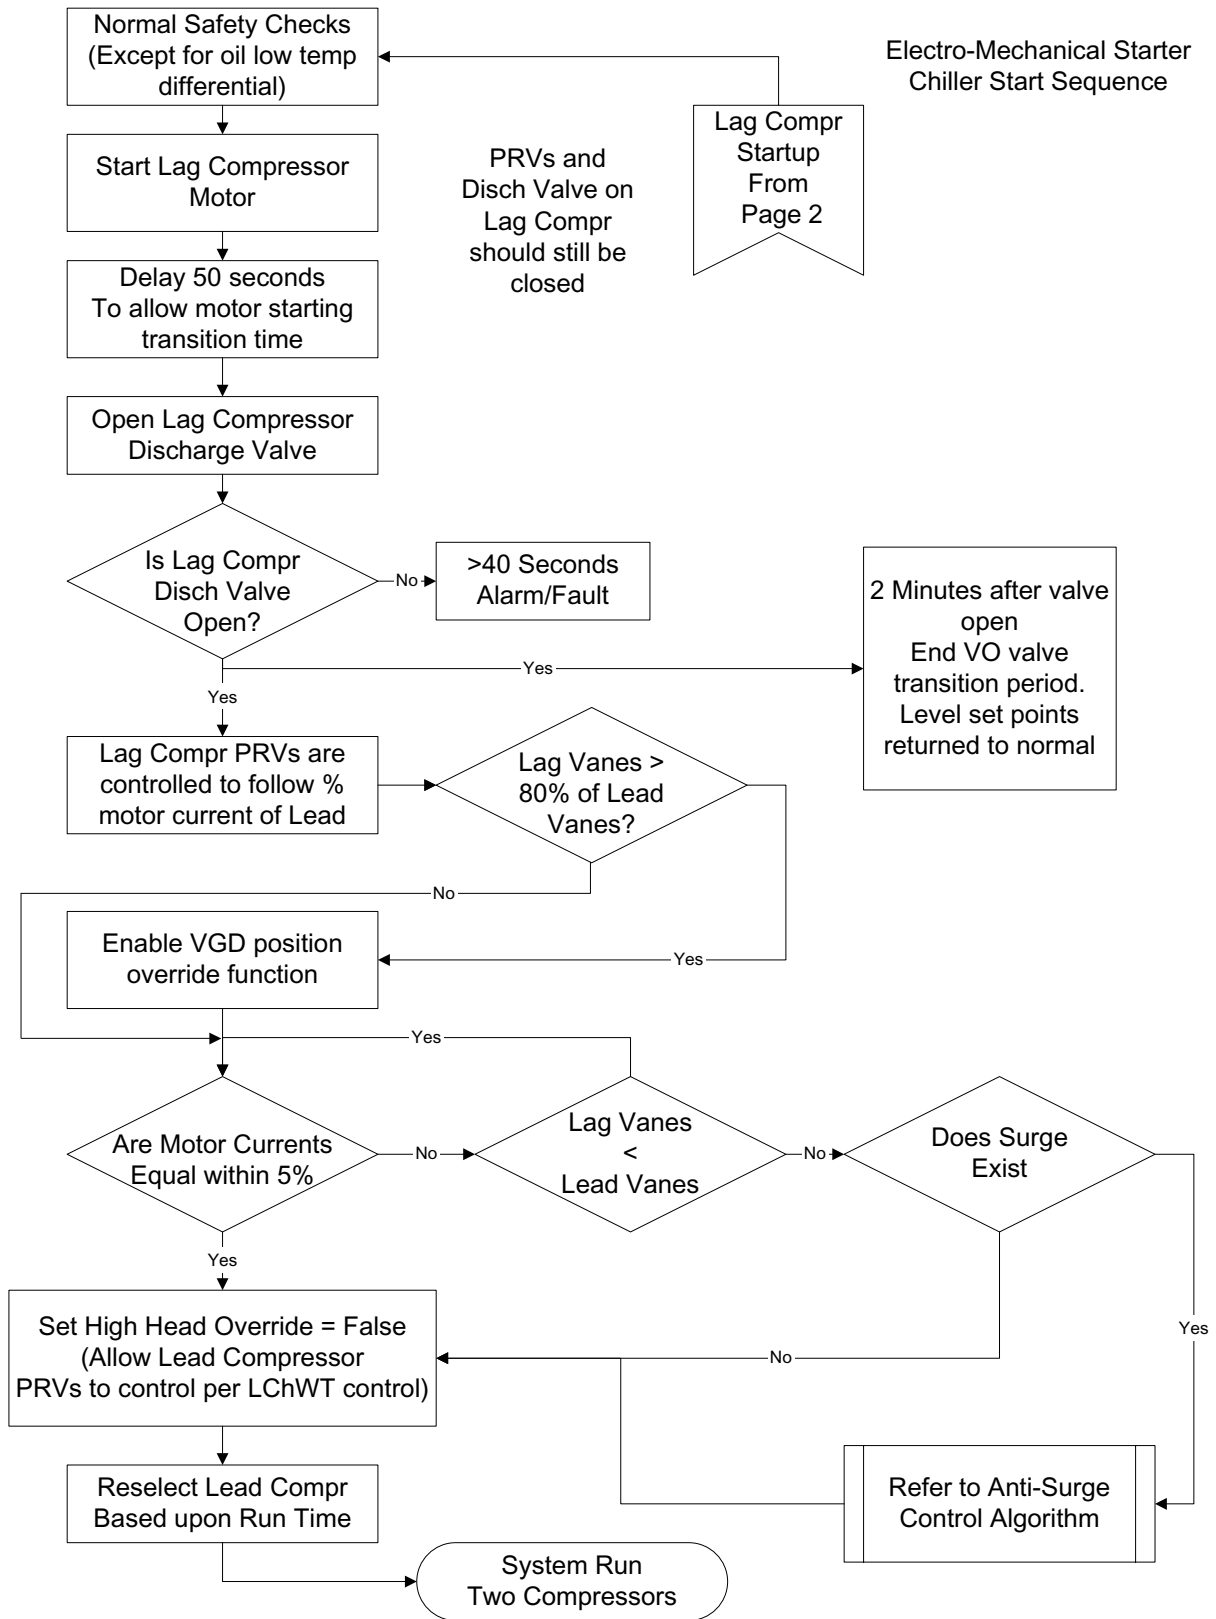 Normal Safety Checks
(Except for oil low temp
differential)
Electro-Mechanical Starter
Chiller Start Sequence
Lag Compr
Startup
From
Page 2
Start Lag Compressor
Motor
PRVs and
Disch Valve on
Lag Compr
should still be
closed
Delay 50 seconds
To allow motor starting
transition time
Open Lag Compressor
Discharge Valve
Is Lag Compr
Disch Valve
Open?
No
>40 Seconds
Alarm/Fault
2 Minutes after valve
open
End VO valve
transition period.
Level set points
returned to normal
Yes
Yes
Lag Compr PRVs are
controlled to follow %
motor current of Lead
Lag Vanes >
80% of Lead
Vanes?
No
Enable VGD position
override function
Yes
Yes
Are Motor Currents
Equal within 5%
No
Lag Vanes
<
Lead Vanes
No
Does Surge
Exist
Yes
Set High Head Override = False
(Allow Lead Compressor
PRVs to control per LChWT control)
No
Yes
Reselect Lead Compr
Based upon Run Time
Refer to Anti-Surge
Control Algorithm
System Run
Two Compressors